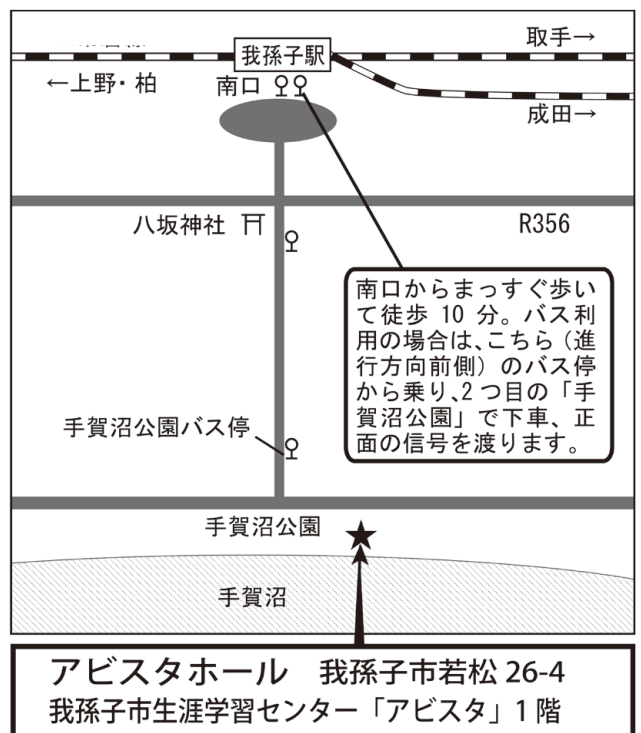 取手→
我孫子駅
←上野・柏
南口
成田→
八坂神社
R356
南口からまっすぐ歩い
て徒歩 10 分。バス利
用の場合は、こちら（進
行方向前側）のバス停
から乗り、2 つ目の「手
賀沼公園」で下車、正
面の信号を渡ります。
手賀沼公園バス停
手賀沼公園
手賀沼
アビスタホール 我孫子市若松 26-4
我孫子市生涯学習センター「アビスタ」1 階